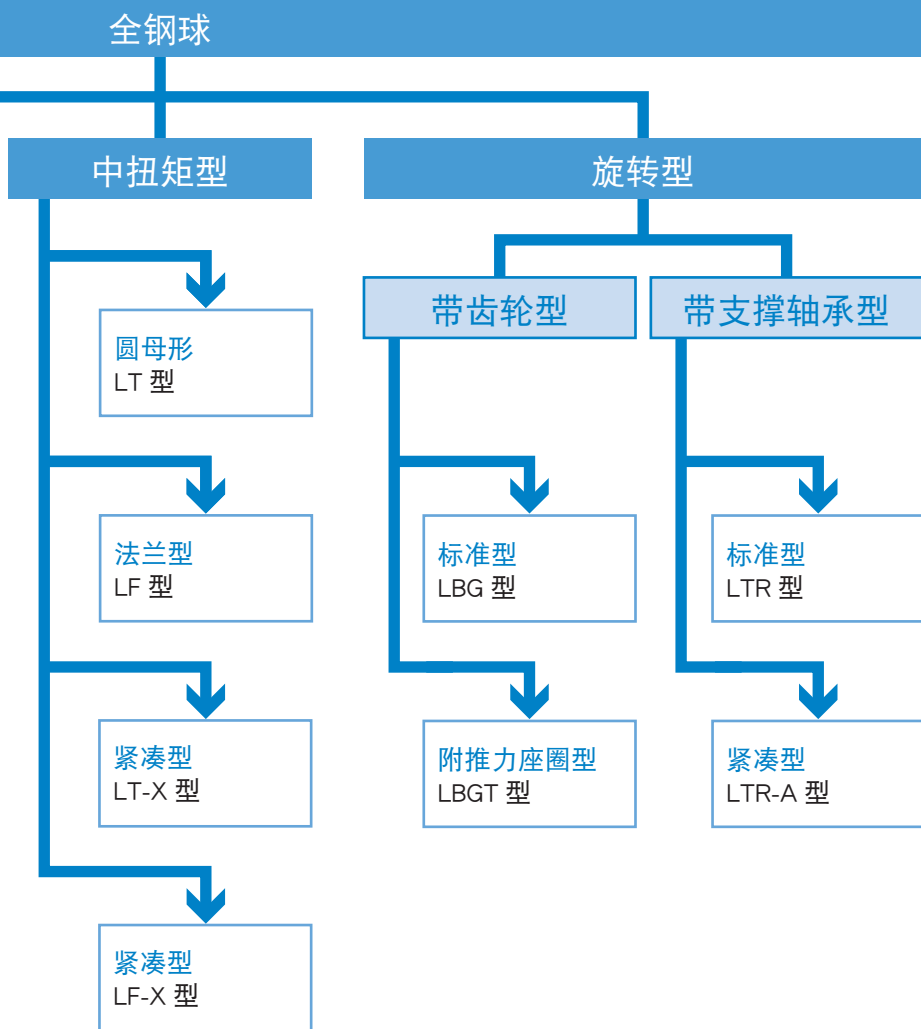 全钢球
中扭矩型
旋转型
带齿轮型
带支撑轴承型
圆母形
LT 型
法兰型
LF 型
标准型
LBG 型
标准型
LTR 型
紧凑型
LT-X 型
附推力座圈型
LBGT 型
紧凑型
LTR-A 型
紧凑型
LF-X 型